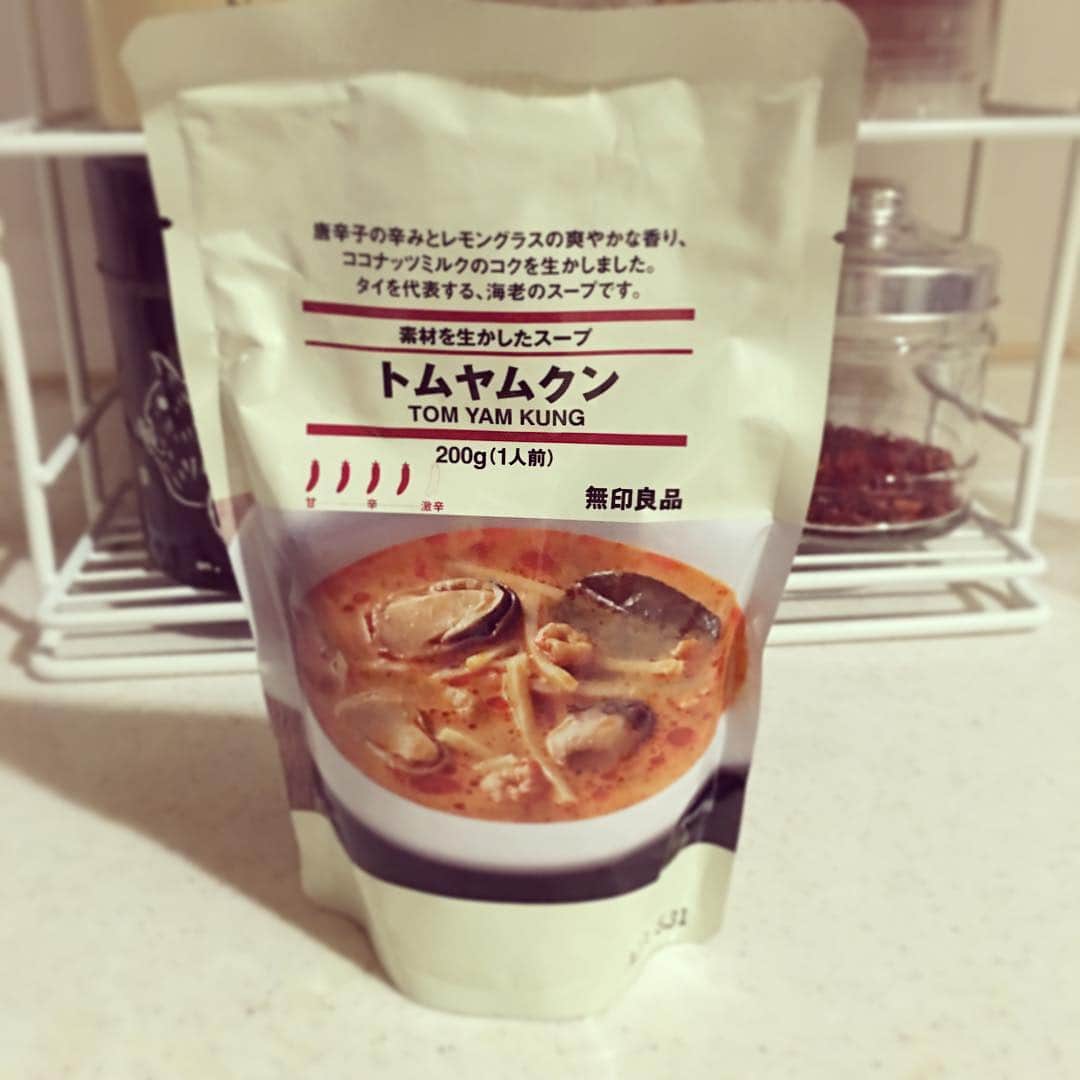 唐辛子の辛みとレモングラスの爽やかな香り、
ココナッツミルクのコクを生かしました。
タイを代表する、海老のスープです。
素材を生かしたスープ
トムヤムクン
TOM YAM KUNG
200g(1人前)
甘 辛 激辛
無印良品